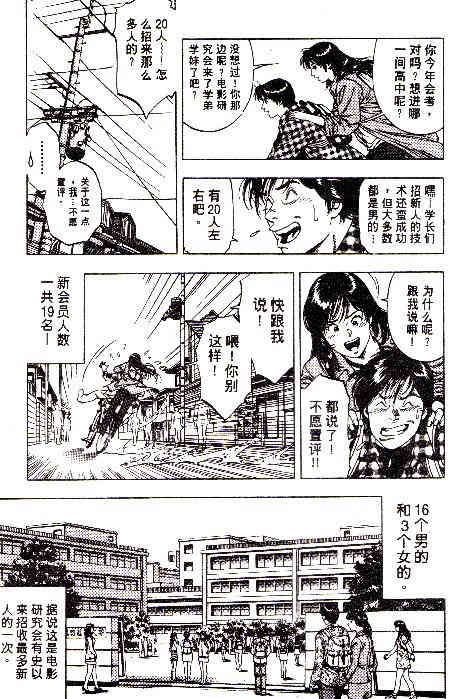 你今年会考，
对吗？想进哪
一间高中呢？
没想过！你那
边呢？电影研
究会来了学弟
学妹了吧？
20人……怎
么招来那么
多人的？
嘿—学长们
招新人的技
术还蛮成功
，但大多数
都是男的…
有20人左
右吧。
关于这一点
，我…不愿
置评。
为什么呢？
跟我说嘛！
都说了！
不愿置评!!
快跟我
说！
喂！你别
这样！
新会员人数
一共19名—
16个男的
和3个女的。
据说这是电影
研究会有史以
来招收最多新
人的一次。